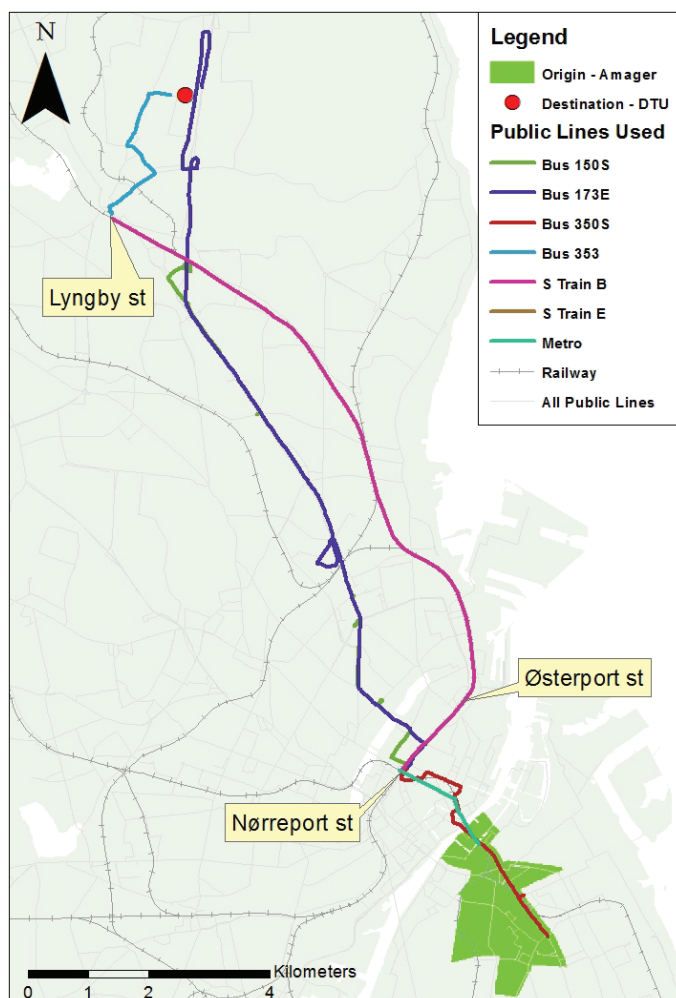 N
Legend
Origin - Amager
Destination - DTU
Public Lines Used
Bus 150S
Bus 173E
Bus 350S
Bus 353
S Train B
S Train E
Metro
Railway
All Public Lines
Lyngby st
Østerport st
Nørreport st
Kilometers
0 1 2 4